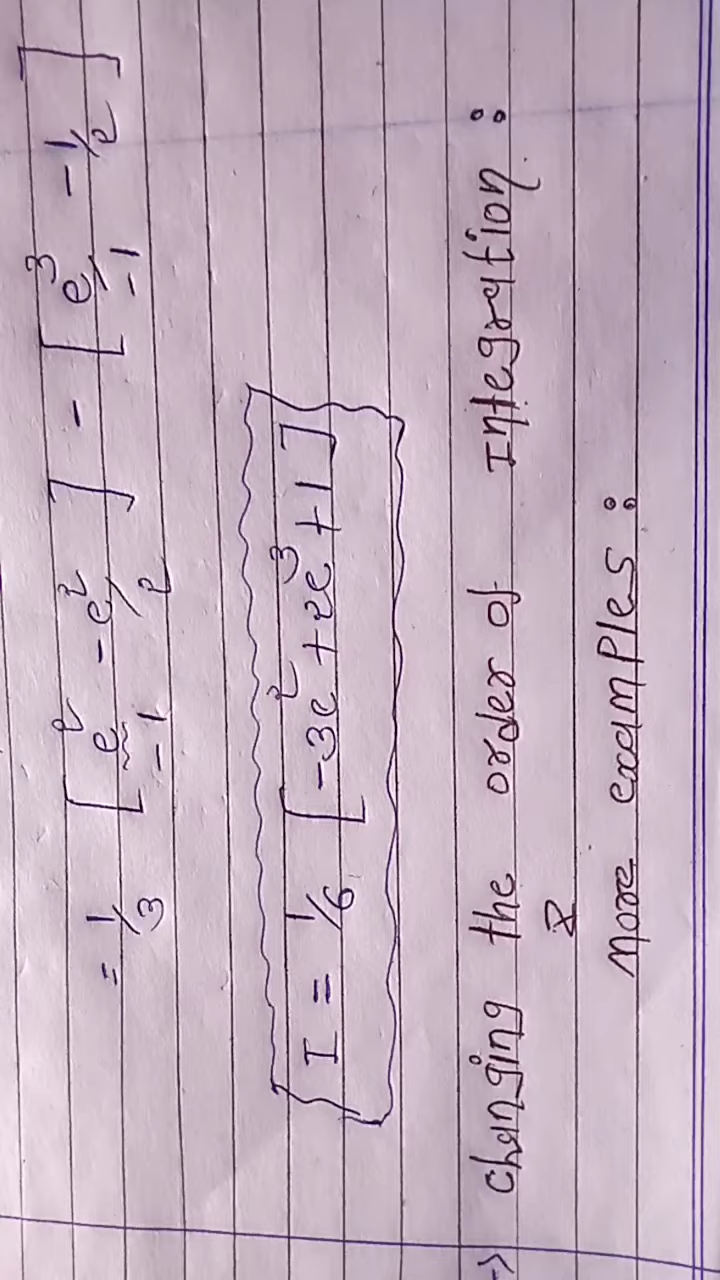 = 1/3 [ e²/-1 - e²/2 ] - [ e³/-1 - 1/2 ]
I = 1/6 [ -3e² + 2e³ + 1 ]
→ changing the order of Integration :
&
More examples :